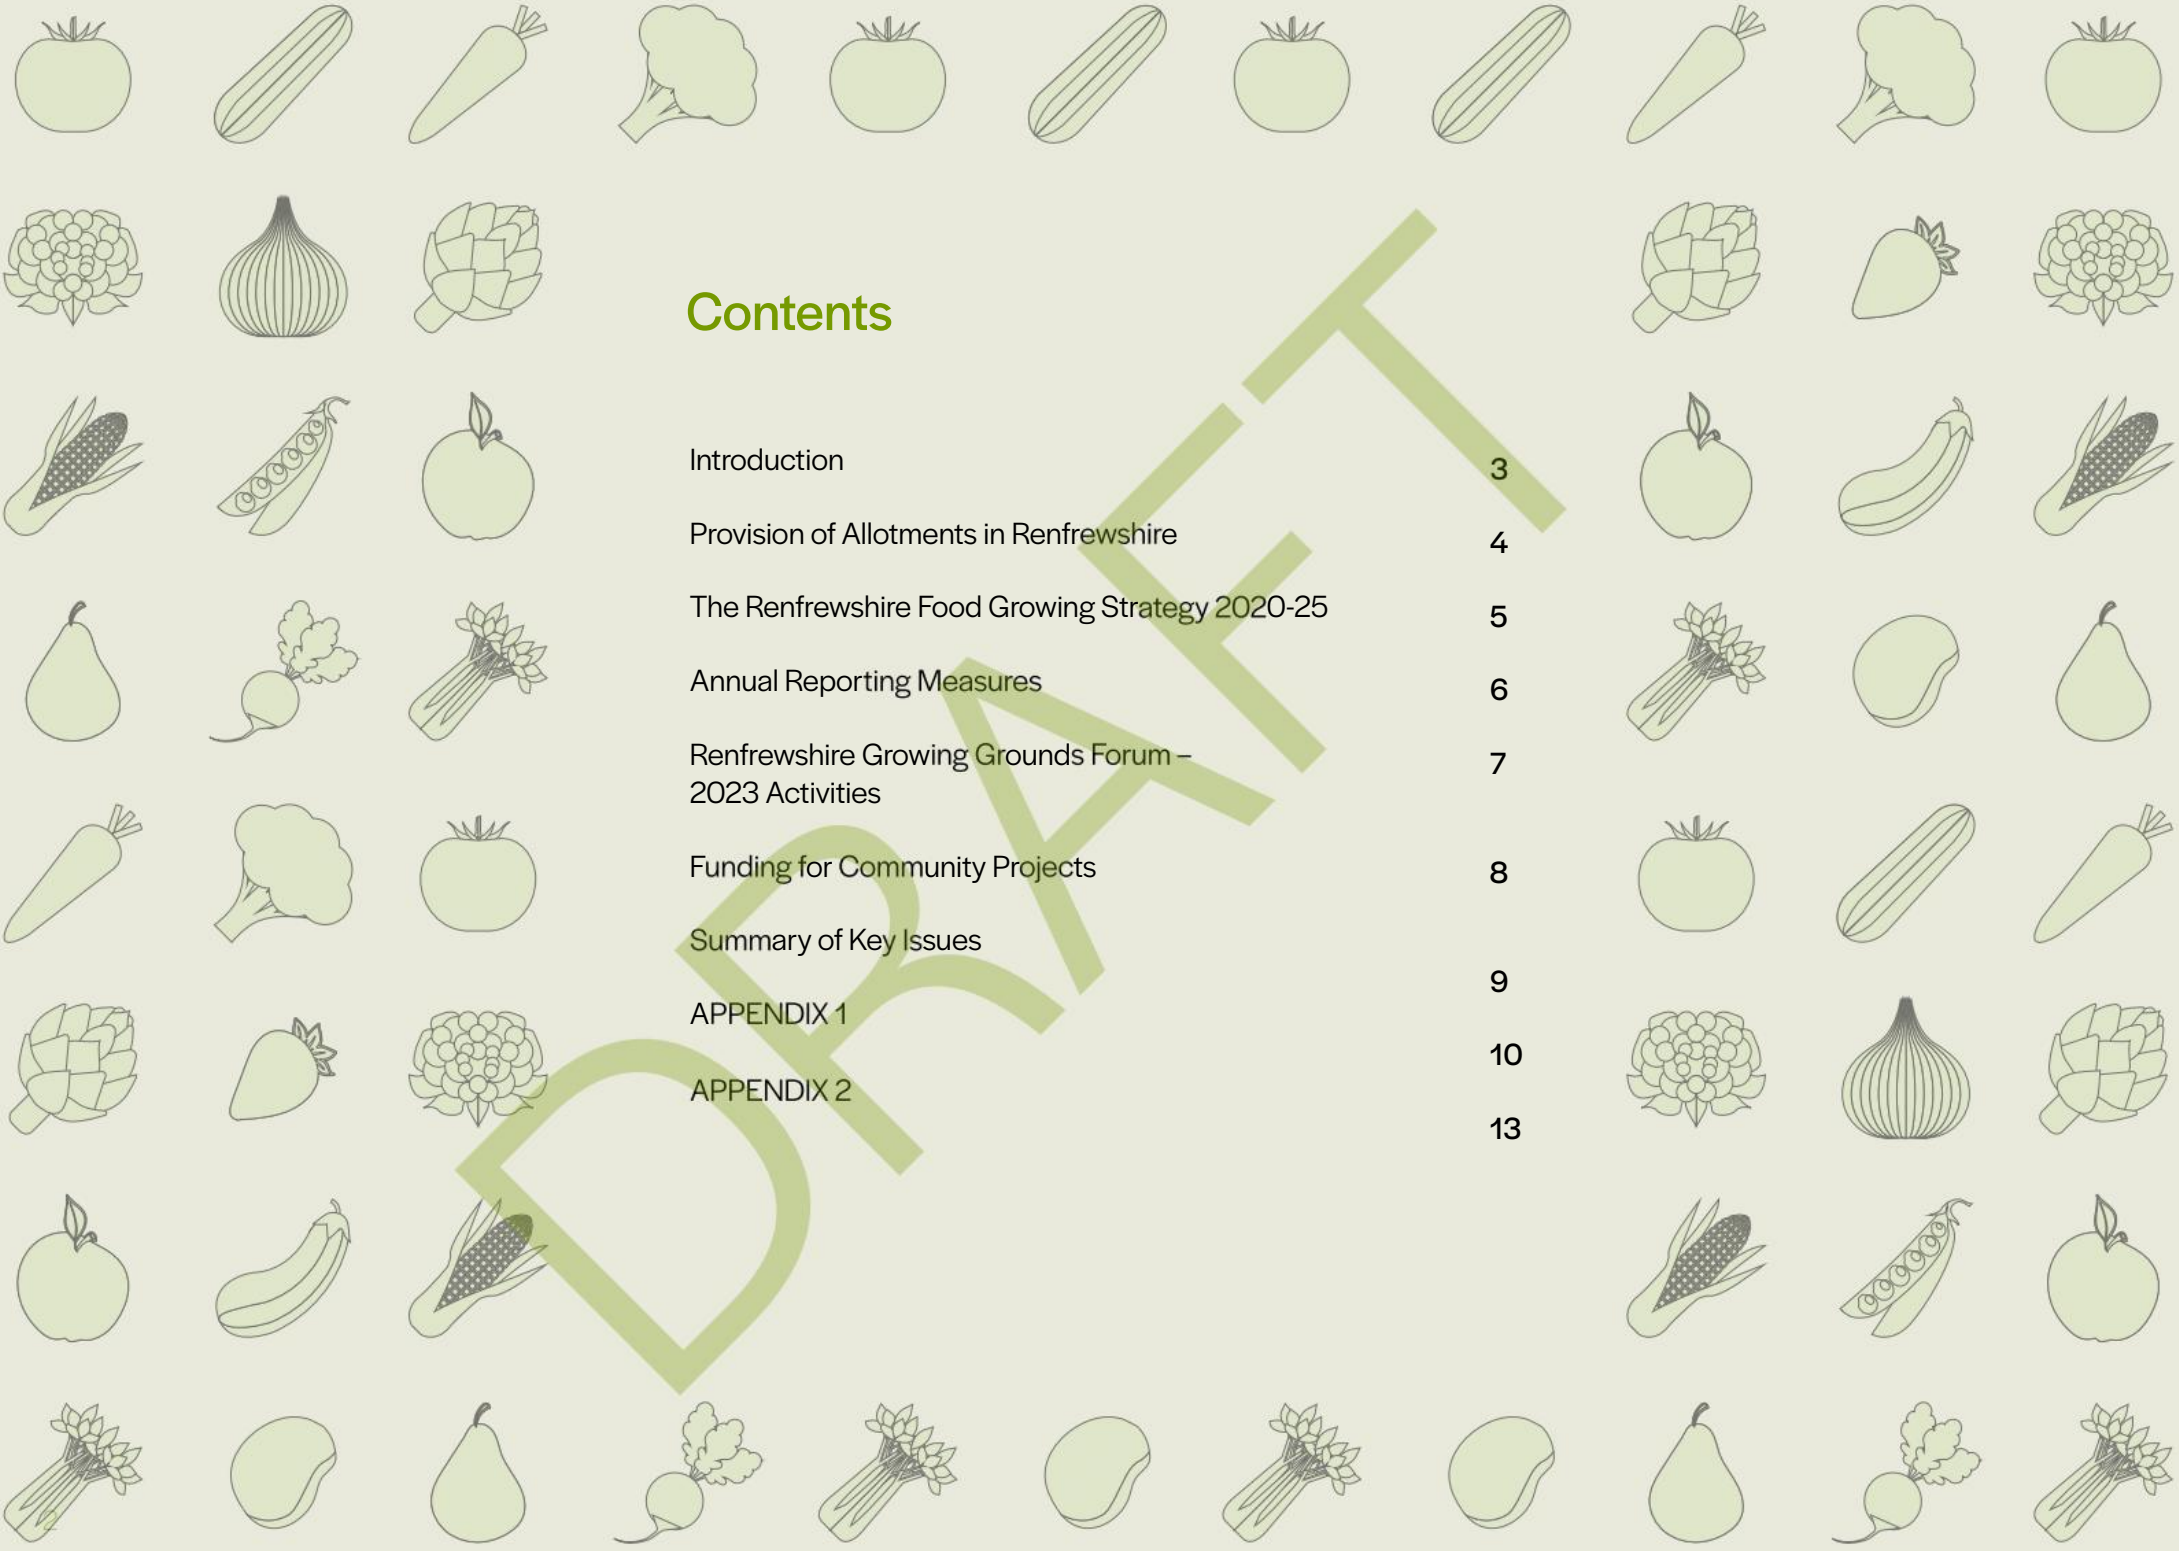 Contents
Introduction 3
Provision of Allotments in Renfrewshire 4
The Renfrewshire Food Growing Strategy 2020-25 5
Annual Reporting Measures 6
Renfrewshire Growing Grounds Forum – 7
2023 Activities
Funding for Community Projects 8
Summary of Key Issues 9
APPENDIX 1 10
APPENDIX 2 13
DRAFT
2